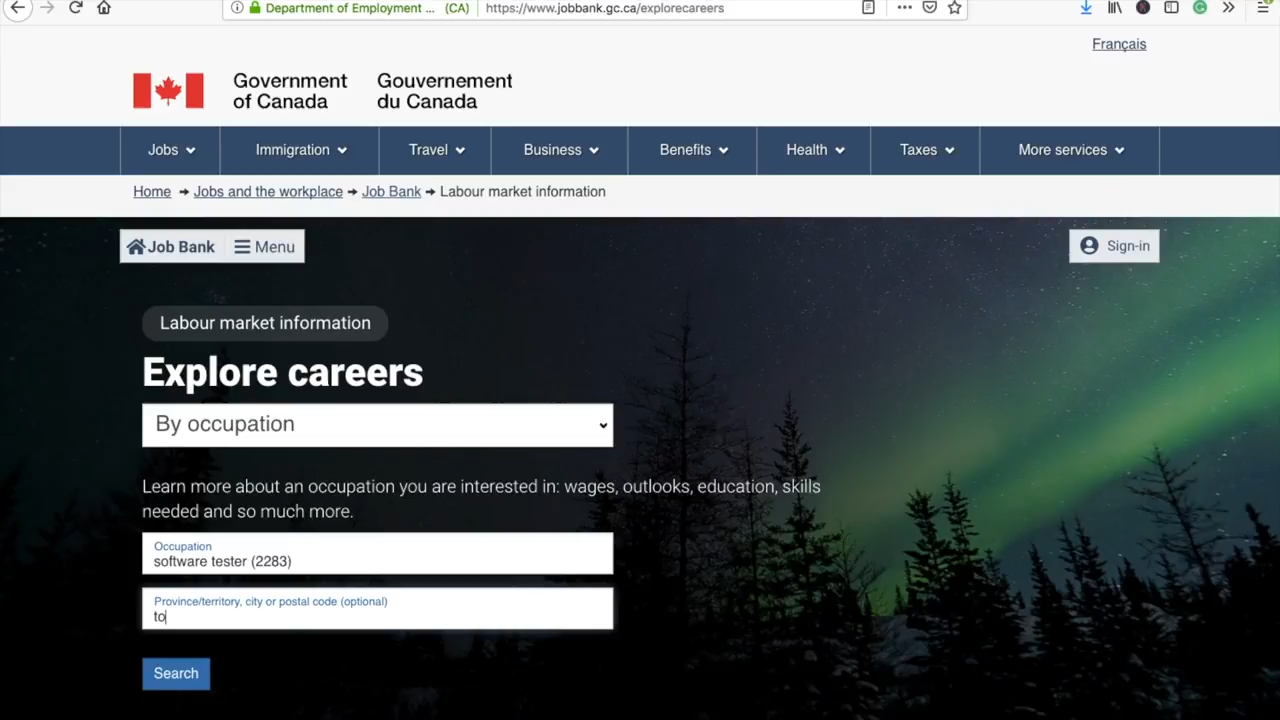 Department of Employment ... (CA) https://www.jobbank.gc.ca/explorecareers
Français
Government of Canada
Gouvernement du Canada
Jobs Immigration Travel Business Benefits Health Taxes More services
Home Jobs and the workplace Job Bank Labour market information
Job Bank Menu Sign-in
Labour market information
Explore careers
By occupation
Learn more about an occupation you are interested in: wages, outlooks, education, skills
needed and so much more.
Occupation
software tester (2283)
Province/territory, city or postal code (optional)
to
Search